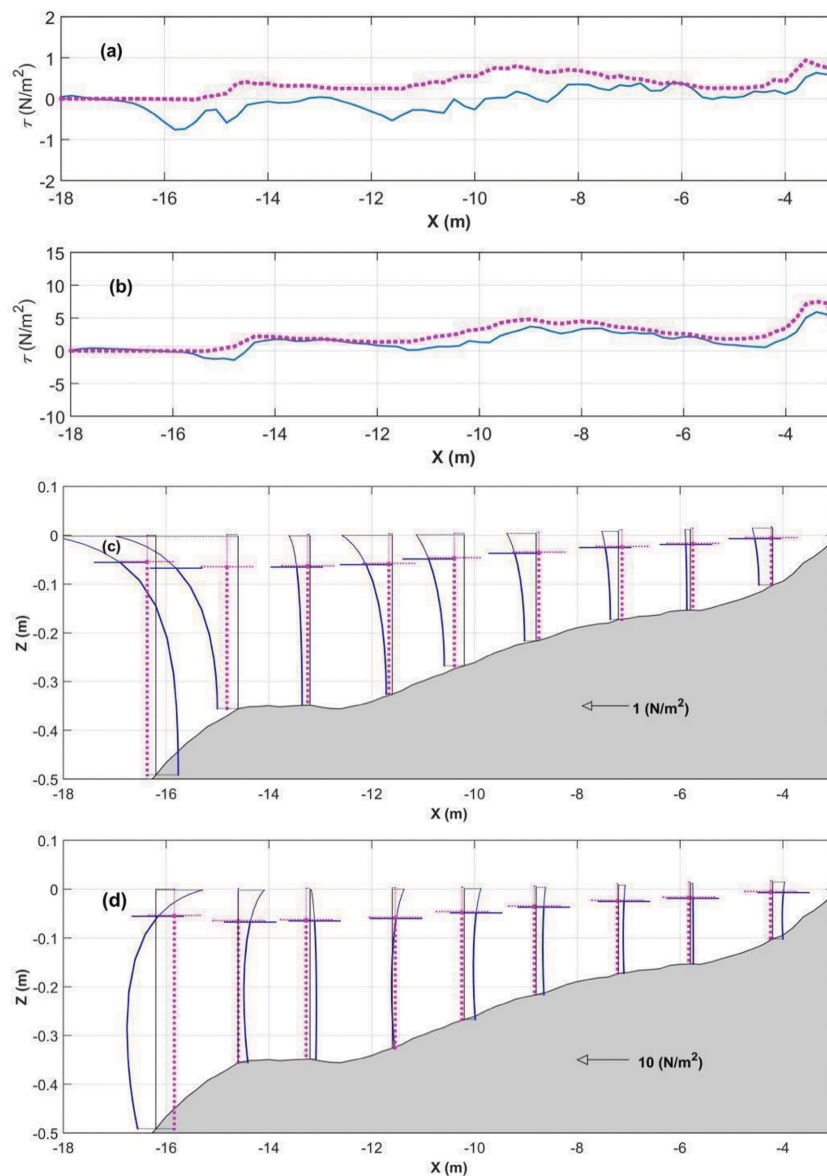 2
1
0
-1
-2
τ (N/m²)
(a)
-18 -16 -14 -12 -10 -8 -6 -4
X (m)
15
10
5
0
-5
-10
τ (N/m²)
(b)
-18 -16 -14 -12 -10 -8 -6 -4
X (m)
0.1
0
-0.1
-0.2
-0.3
-0.4
-0.5
Z (m)
(c)
1 (N/m²)
-18 -16 -14 -12 -10 -8 -6 -4
X (m)
0.1
0
-0.1
-0.2
-0.3
-0.4
-0.5
Z (m)
(d)
10 (N/m²)
-18 -16 -14 -12 -10 -8 -6 -4
X (m)